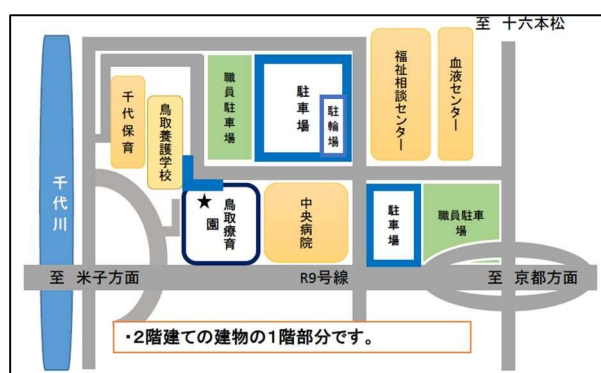 至 十六本松
千代川
千代保育
鳥取養護学校
職員駐車場
駐車場
駐輪場
福祉相談センター
血液センター
★
鳥取療育園
中央病院
駐車場
職員駐車場
至 米子方面
R9号線
至 京都方面
・2階建ての建物の1階部分です。